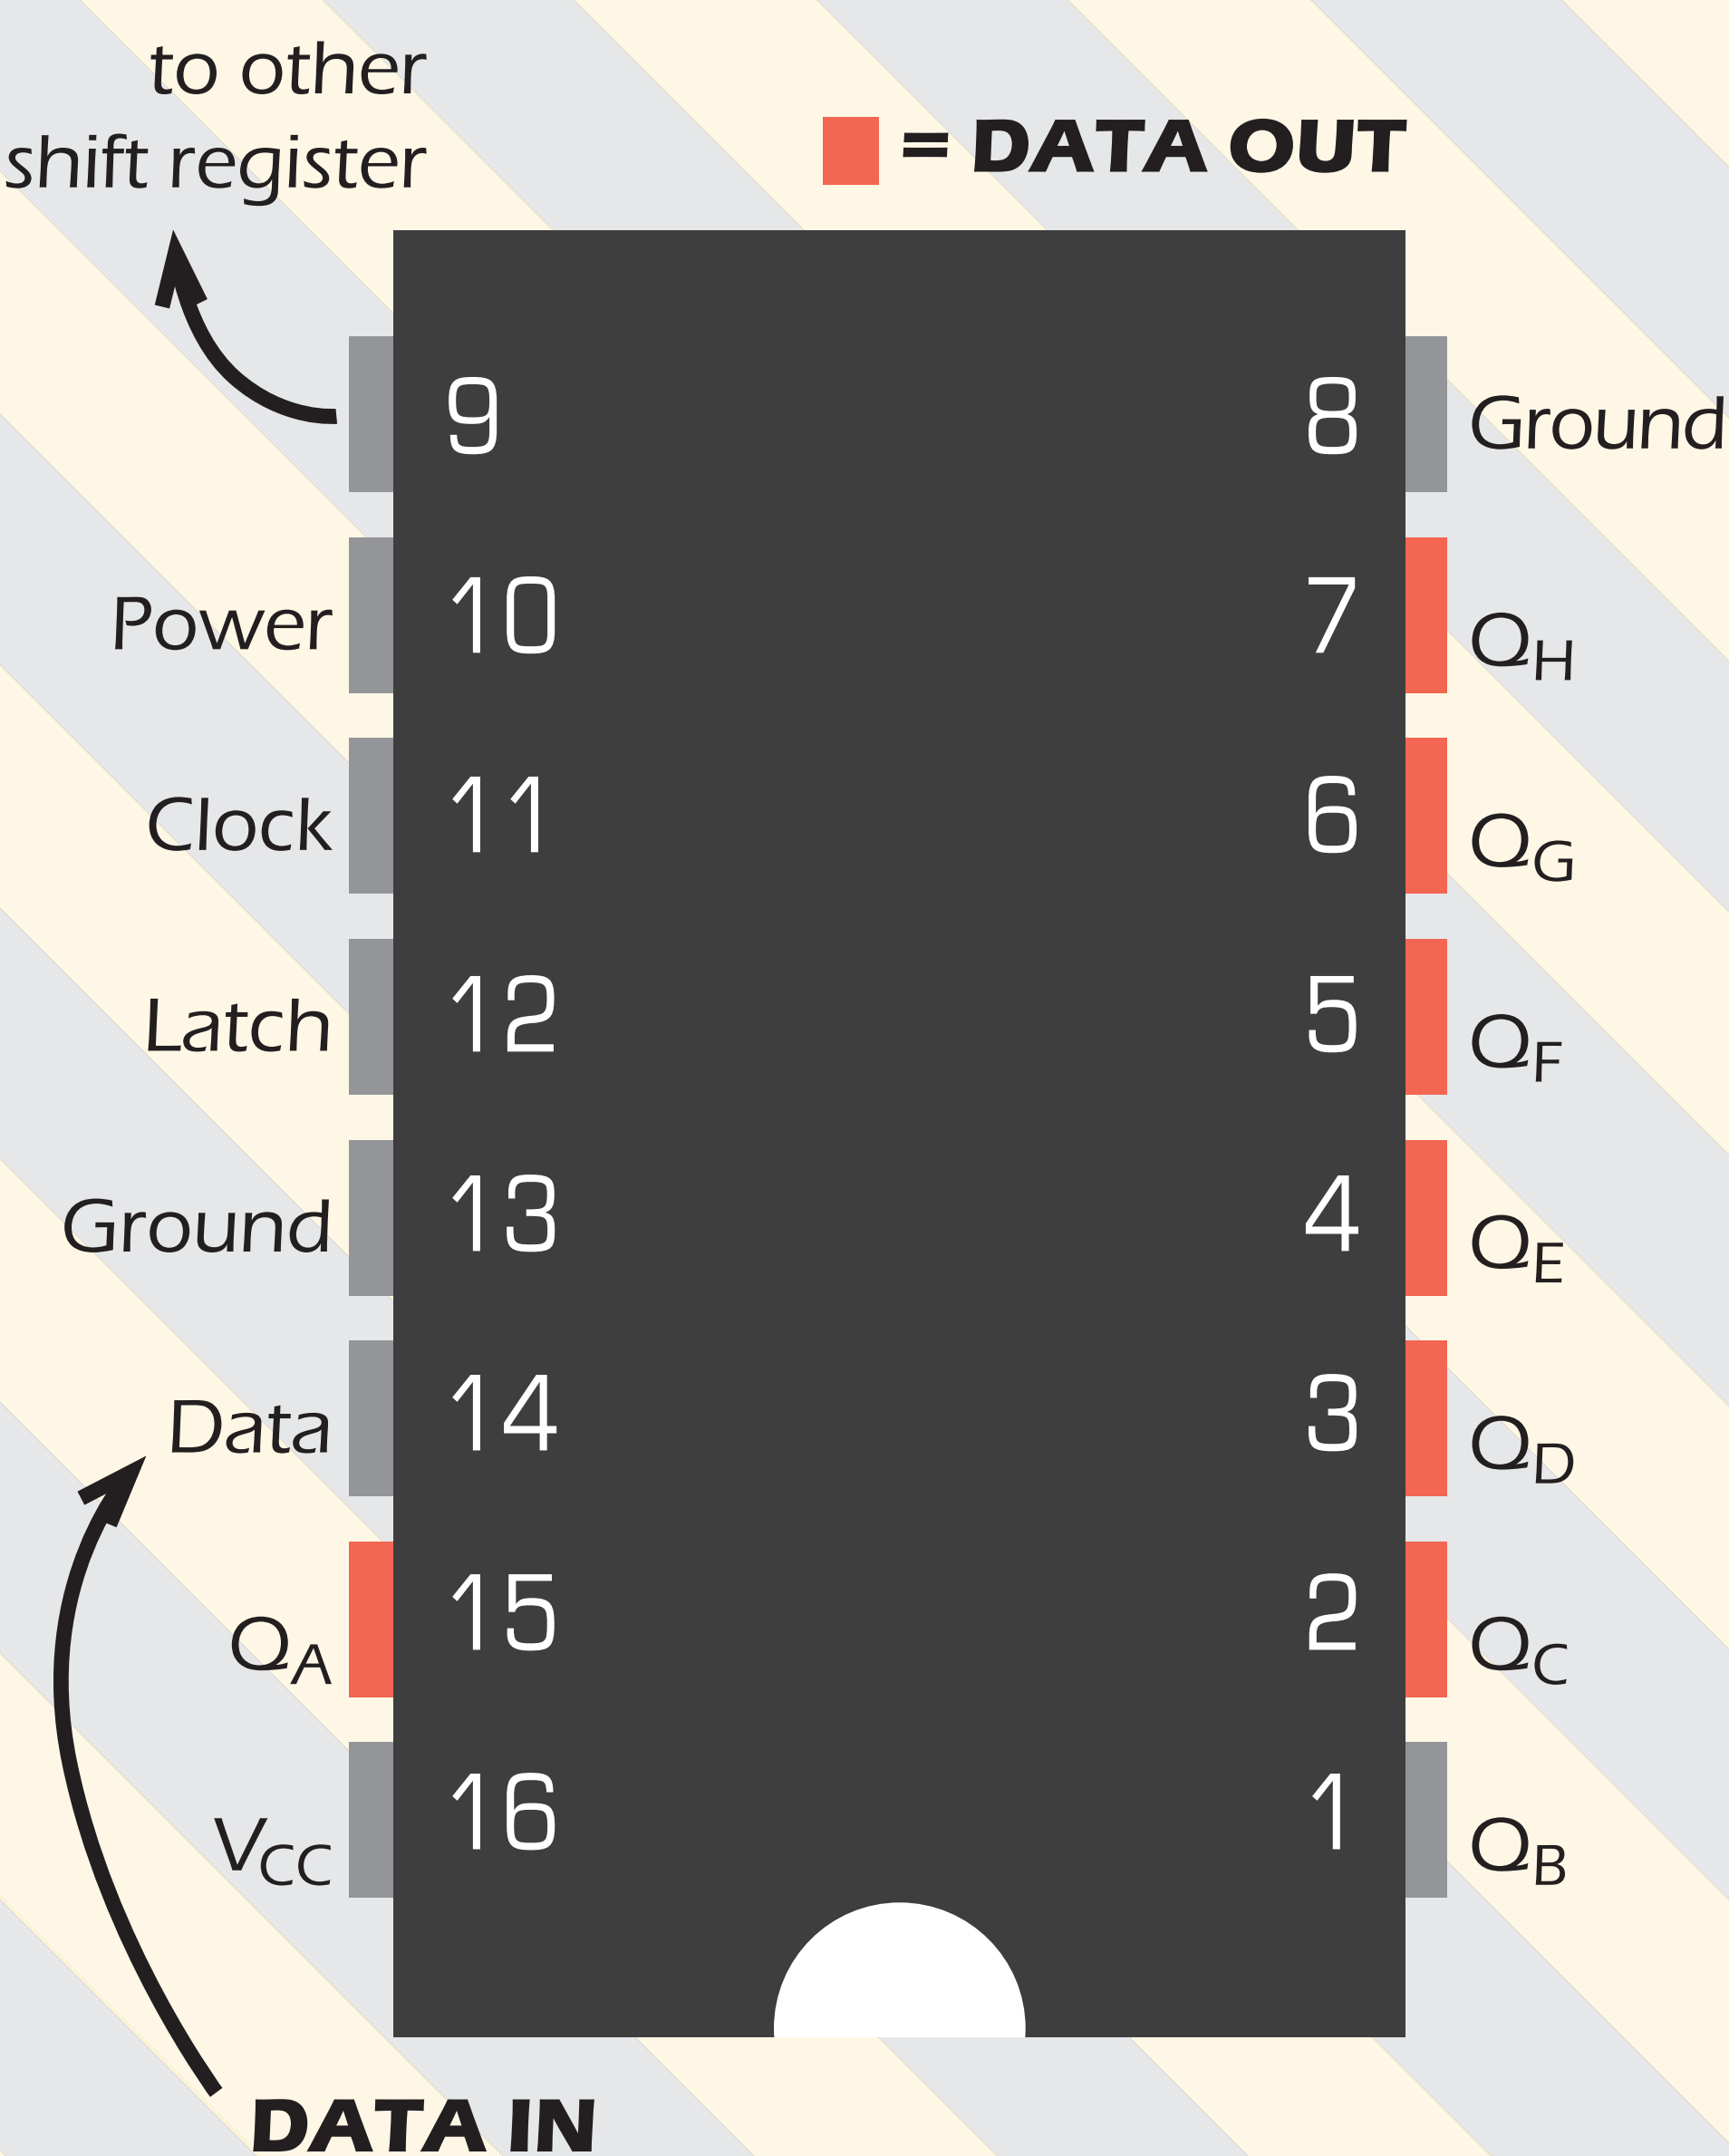 to other
shift register
= DATA OUT
9 8 Ground
Power 10 7 QH
Clock 11 6 QG
Latch 12 5 QF
Ground 13 4 QE
Data 14 3 QD
QA 15 2 QC
VCC 16 1 QB
DATA IN